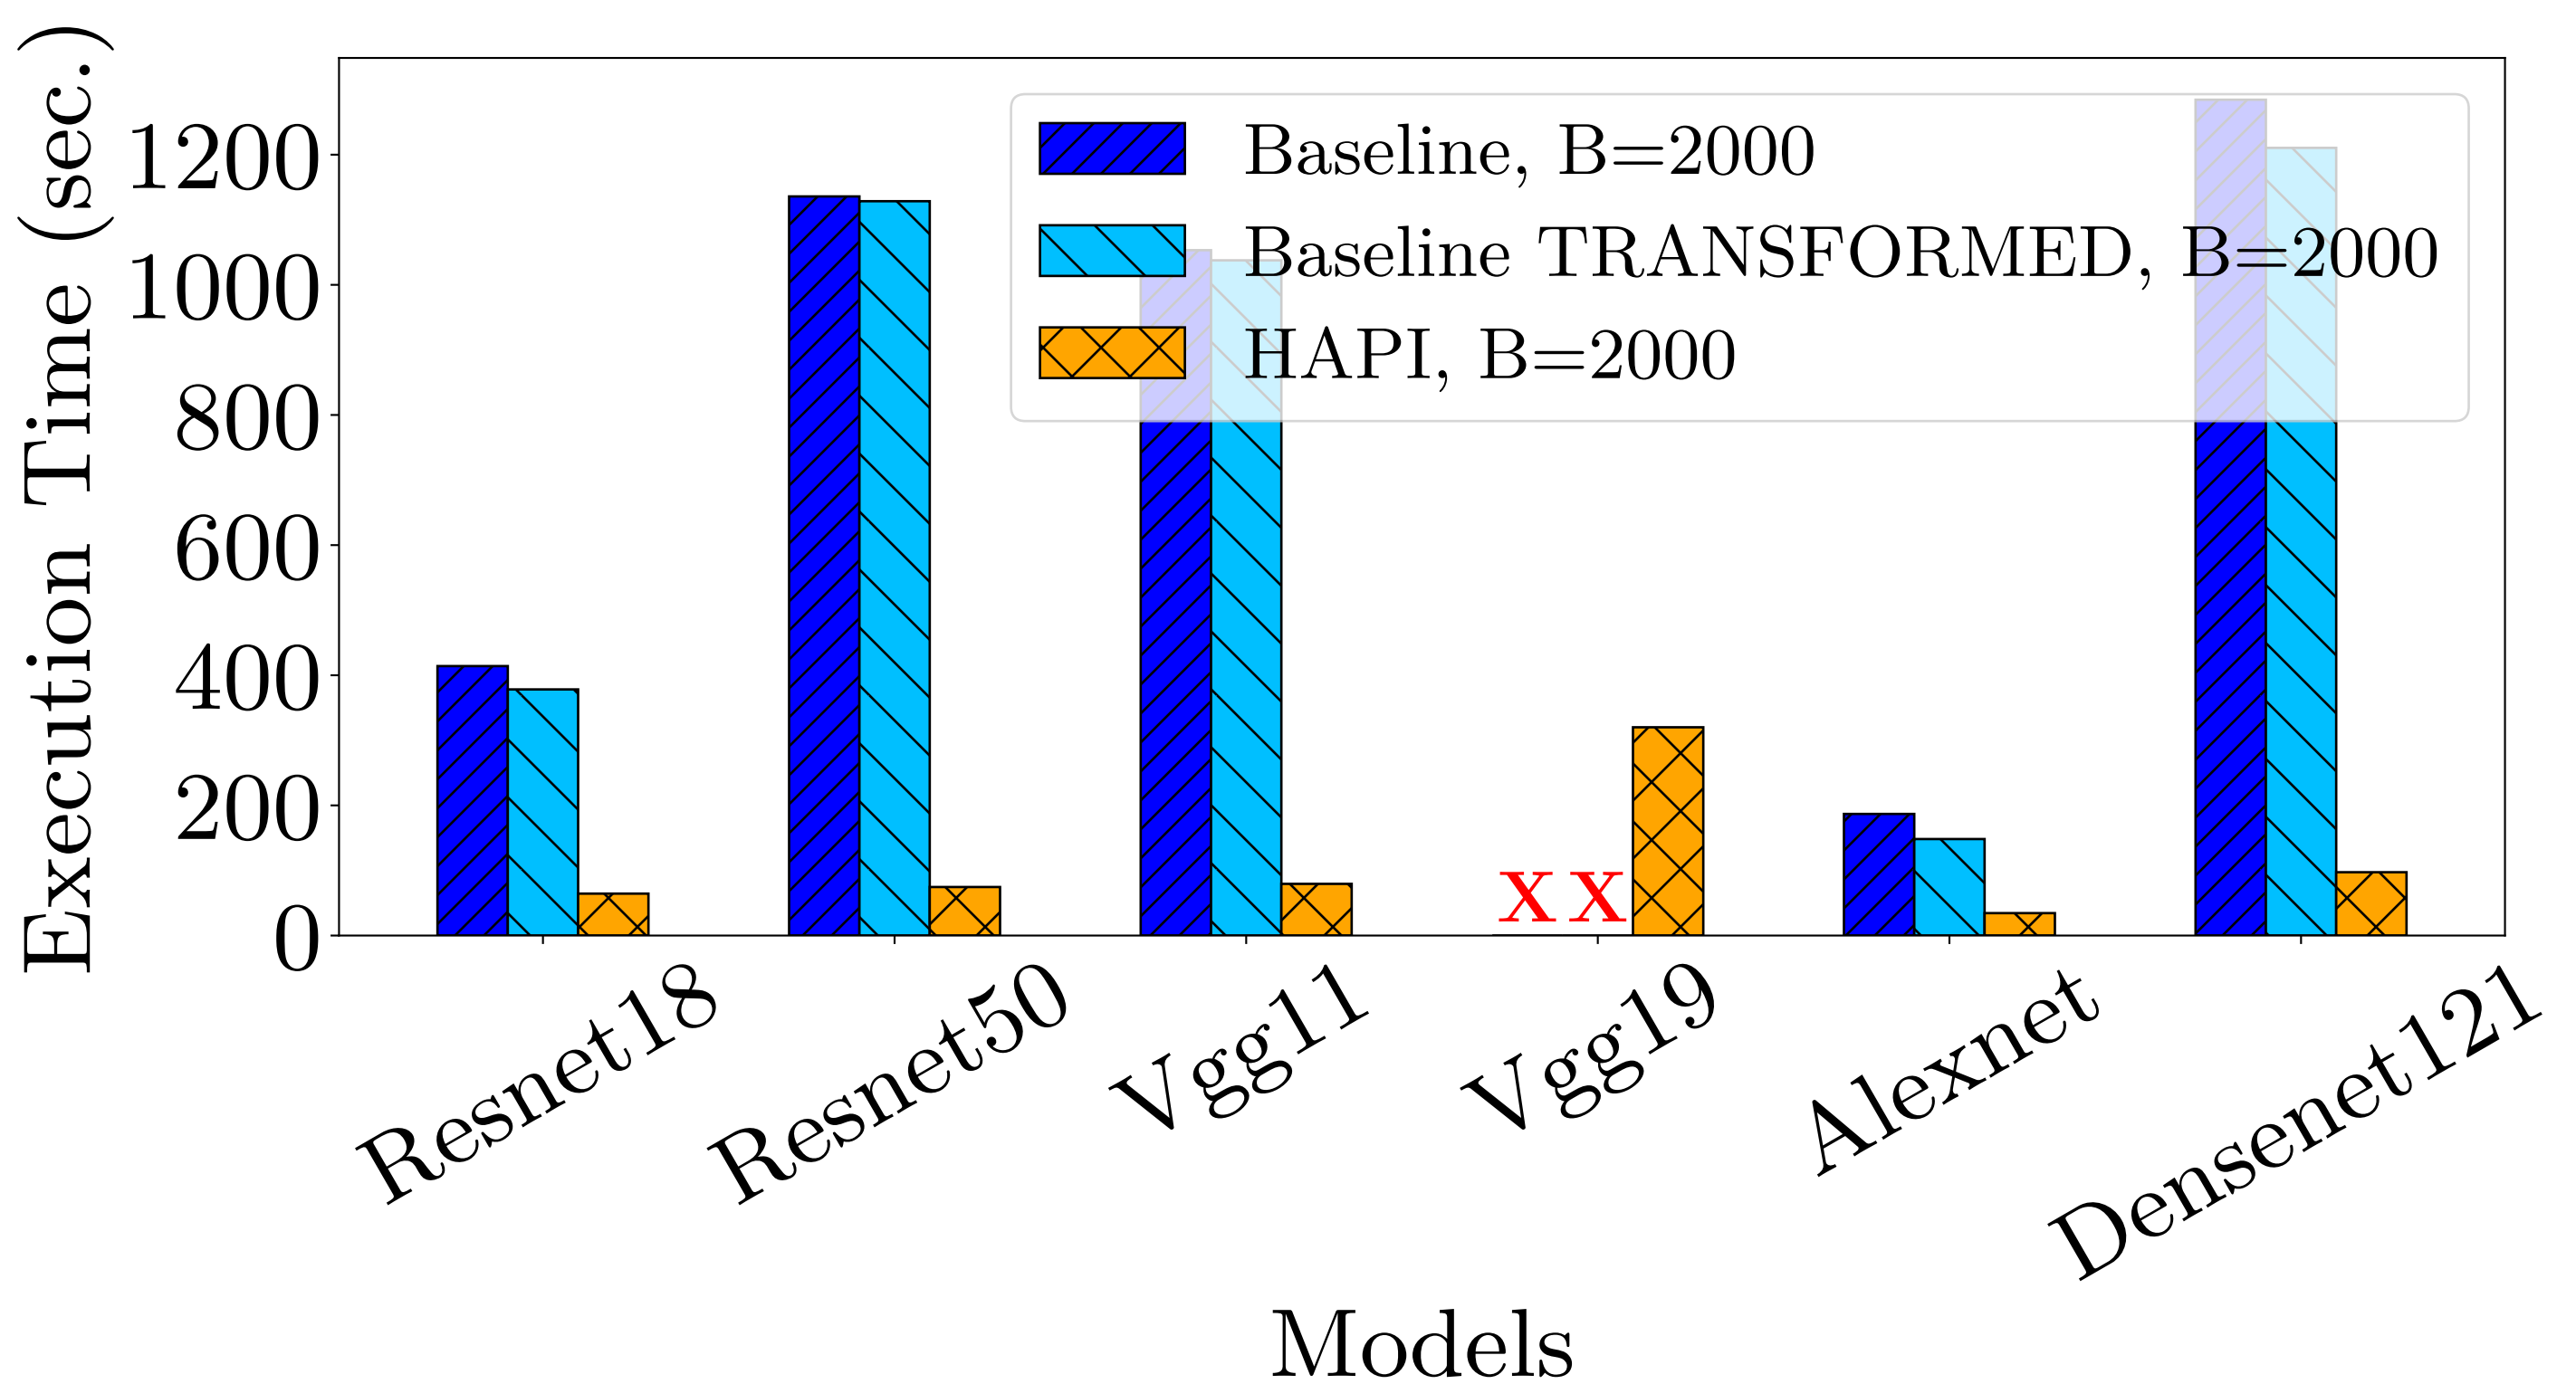 Execution Time (sec.)
1200
1000
800
600
400
200
0
Baseline, B=2000
Baseline TRANSFORMED, B=2000
HAPI, B=2000
X X
Resnet18
Resnet50
Vgg11
Vgg19
Alexnet
Densenet121
Models